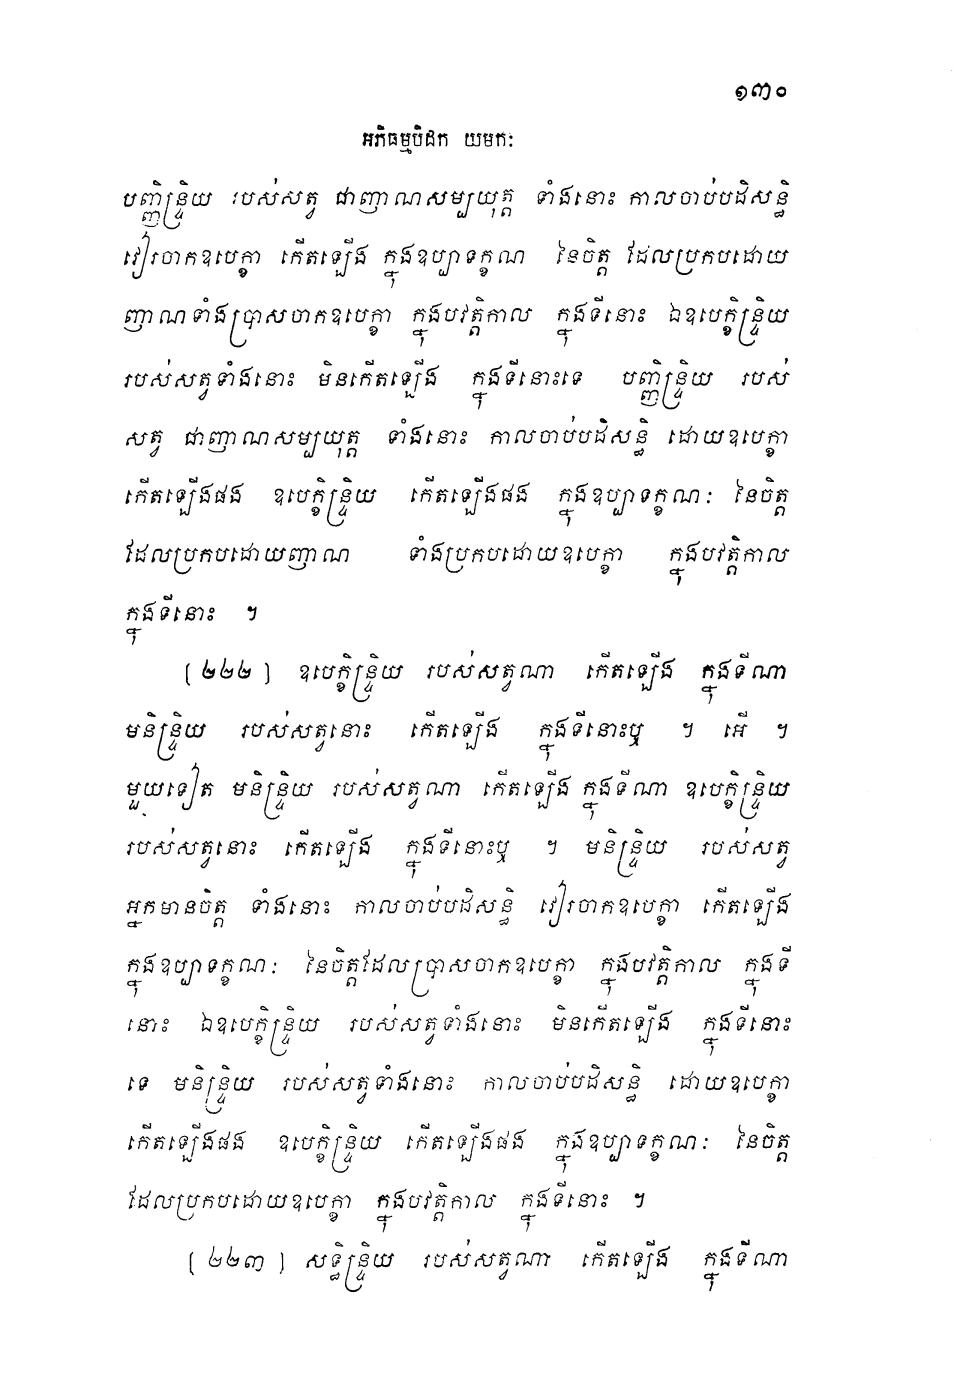 ១៣០
អភិធម្មបិដក យមកៈ
បញ្ញិន្ទ្រិយ របស់សត្វ ជាញាណសម្បយុត្ត ទាំងនោះ កាលចាប់បដិសន្ធិ
វៀរចាកឧបេក្ខា កើតឡើង ក្នុងឧប្បាទក្ខណ នៃចិត្ត ដែលប្រកបដោយ
ញាណទាំងប្រាសចាកឧបេក្ខា ក្នុងបវត្តិកាល ក្នុងទីនោះ ឯឧបេក្ខិន្ទ្រិយ
របស់សត្វទាំងនោះ មិនកើតឡើង ក្នុងទីនោះទេ បញ្ញិន្ទ្រិយ របស់
សត្វ ជាញាណសម្បយុត្ត ទាំងនោះ កាលចាប់បដិសន្ធិ ដោយឧបេក្ខា
កើតឡើងផង ឧបេក្ខិន្ទ្រិយ កើតឡើងផង ក្នុងឧប្បាទក្ខណៈ នៃចិត្ត
ដែលប្រកបដោយញាណ ទាំងប្រកបដោយឧបេក្ខា ក្នុងបវត្តិកាល
ក្នុងទីនោះ ។
[ ២២២ ] ឧបេក្ខិន្ទ្រិយ របស់សត្វណា កើតឡើង ក្នុងទីណា
មនិន្ទ្រិយ របស់សត្វនោះ កើតឡើង ក្នុងទីនោះឬ ។ អើ ។
មួយទៀត មនិន្ទ្រិយ របស់សត្វណា កើតឡើង ក្នុងទីណា ឧបេក្ខិន្ទ្រិយ
របស់សត្វនោះ កើតឡើង ក្នុងទីនោះឬ ។ មនិន្ទ្រិយ របស់សត្វ
អ្នកមានចិត្ត ទាំងនោះ កាលចាប់បដិសន្ធិ វៀរចាកឧបេក្ខា កើតឡើង
ក្នុងឧប្បាទក្ខណៈ នៃចិត្តដែលប្រាសចាកឧបេក្ខា ក្នុងបវត្តិកាល ក្នុងទី
នោះ ឯឧបេក្ខិន្ទ្រិយ របស់សត្វទាំងនោះ មិនកើតឡើង ក្នុងទីនោះ
ទេ មនិន្ទ្រិយ របស់សត្វទាំងនោះ កាលចាប់បដិសន្ធិ ដោយឧបេក្ខា
កើតឡើងផង ឧបេក្ខិន្ទ្រិយ កើតឡើងផង ក្នុងឧប្បាទក្ខណៈ នៃចិត្ត
ដែលប្រកបដោយឧបេក្ខា ក្នុងបវត្តិកាល ក្នុងទីនោះ ។
[ ២២៣ ] សទ្ធិន្ទ្រិយ របស់សត្វណា កើតឡើង ក្នុងទីណា